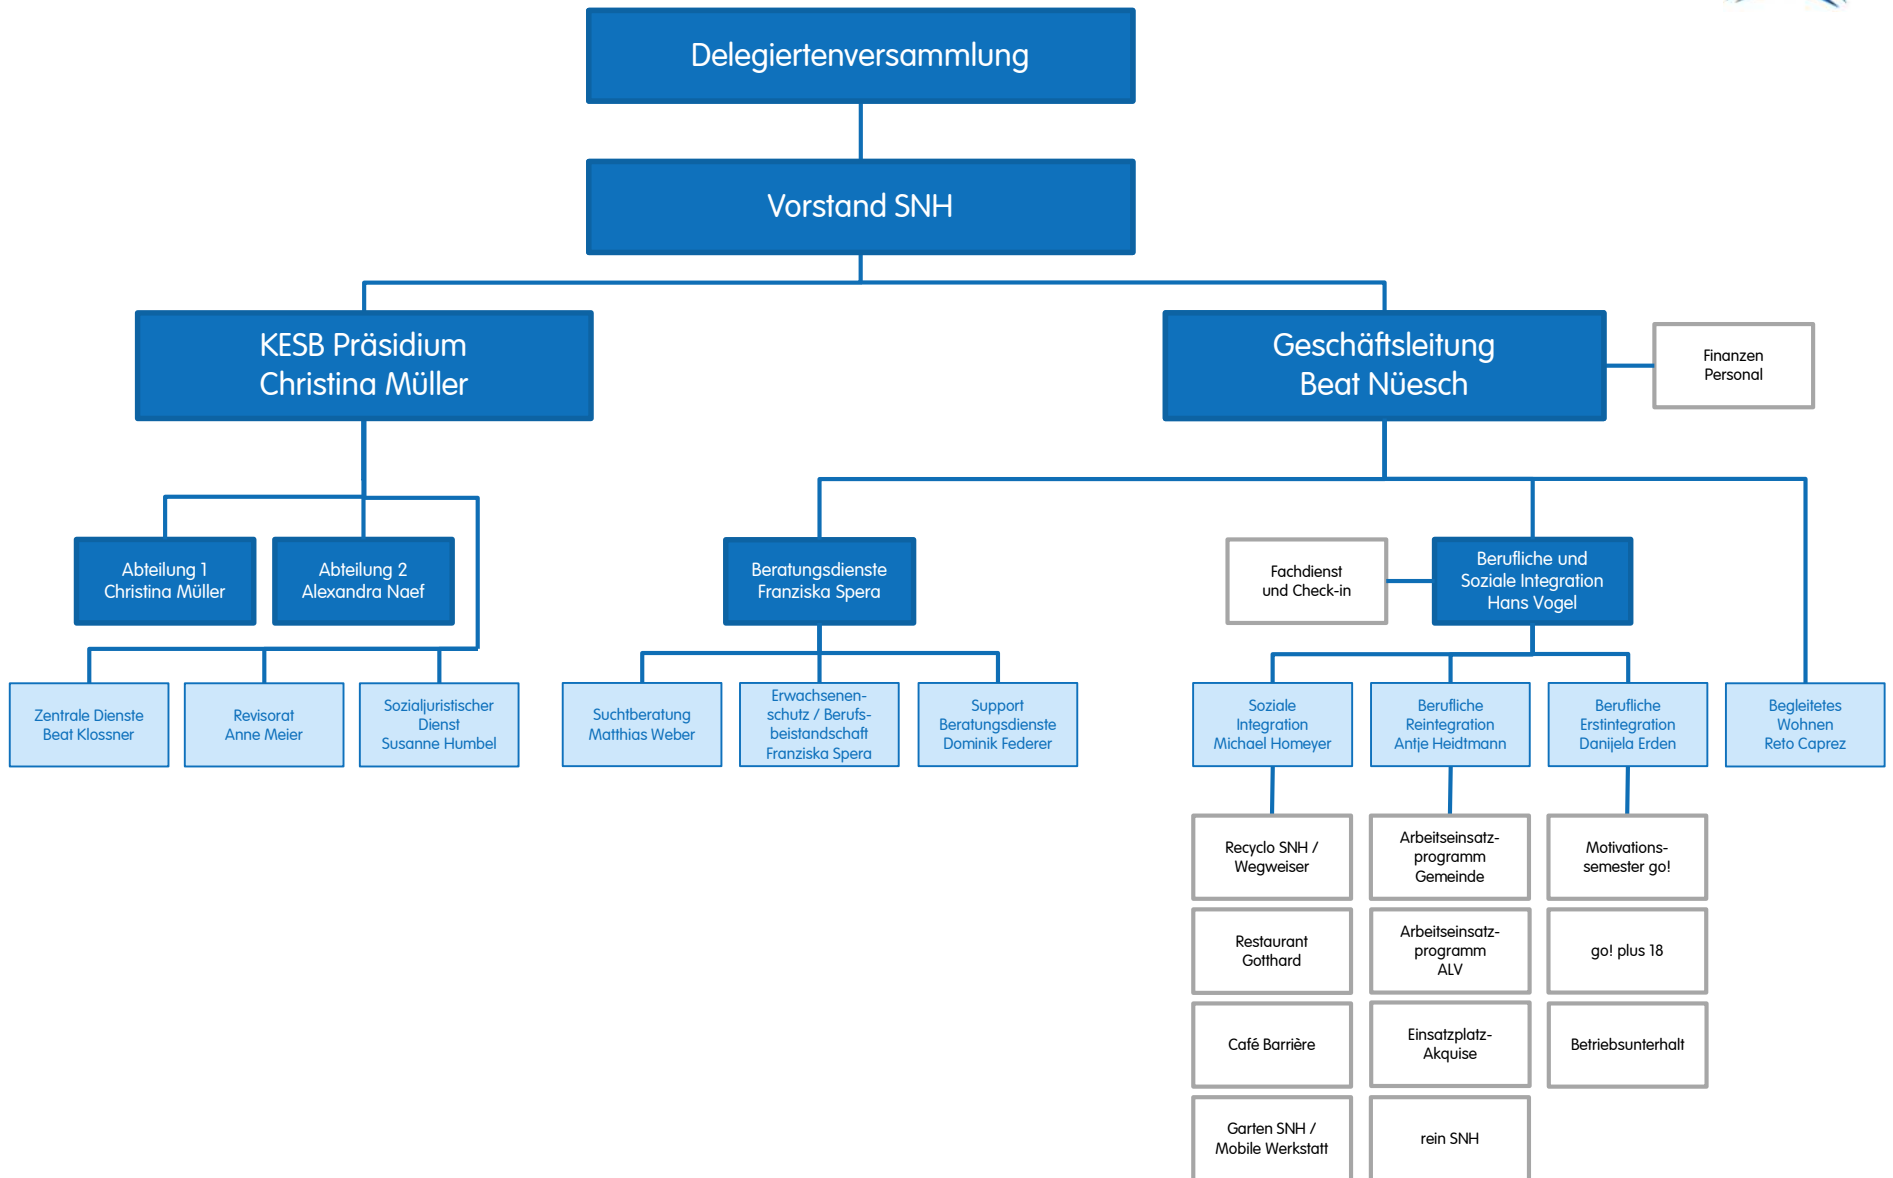 Delegiertenversammlung
Vorstand SNH
KESB Präsidium
Christina Müller
Geschäftsleitung
Beat Nüesch
Finanzen
Personal
Abteilung 1
Christina Müller
Abteilung 2
Alexandra Naef
Beratungsdienste
Franziska Spera
Fachdienst
und Check-in
Berufliche und
Soziale Integration
Hans Vogel
Zentrale Dienste
Beat Klossner
Revisorat
Anne Meier
Sozialjuristischer
Dienst
Susanne Humbel
Suchtberatung
Matthias Weber
Erwachsenen-
schutz / Berufs-
beistandschaft
Franziska Spera
Support
Beratungsdienste
Dominik Federer
Soziale
Integration
Michael Homeyer
Berufliche
Reintegration
Antje Heidtmann
Berufliche
Erstintegration
Danijela Erden
Begleitetes
Wohnen
Reto Caprez
Recyclo SNH /
Wegweiser
Arbeitseinsatz-
programm
Gemeinde
Motivations-
semester go!
Restaurant
Gotthard
Arbeitseinsatz-
programm
ALV
go! plus 18
Café Barrière
Einsatzplatz-
Akquise
Betriebsunterhalt
Garten SNH /
Mobile Werkstatt
rein SNH